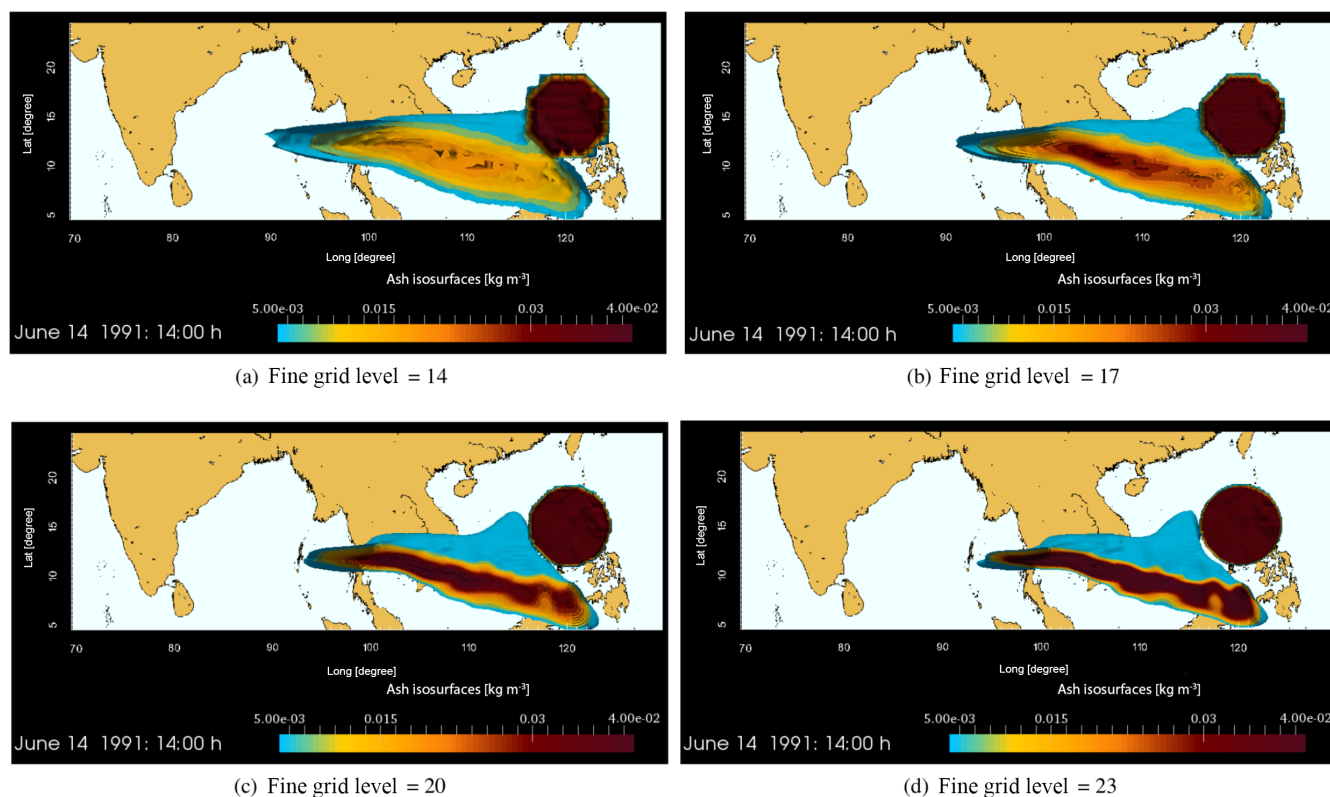 20
15
10
5
Lat [degree]
70 80 90 100 110 120
Long [degree]
Ash isosurfaces [kg m-3]
5.00e-03 0.015 0.03 4.00e-02
June 14 1991: 14:00 h
(a) Fine grid level = 14
20
15
10
5
Lat [degree]
70 80 90 100 110 120
Long [degree]
Ash isosurfaces [kg m-3]
5.00e-03 0.015 0.03 4.00e-02
June 14 1991: 14:00 h
(b) Fine grid level = 17
20
15
10
5
Lat [degree]
70 80 90 100 110 120
Long [degree]
Ash isosurfaces [kg m-3]
5.00e-03 0.015 0.03 4.00e-02
June 14 1991: 14:00 h
(c) Fine grid level = 20
20
15
10
5
Lat [degree]
70 80 90 100 110 120
Long [degree]
Ash isosurfaces [kg m-3]
5.00e-03 0.015 0.03 4.00e-02
June 14 1991: 14:00 h
(d) Fine grid level = 23